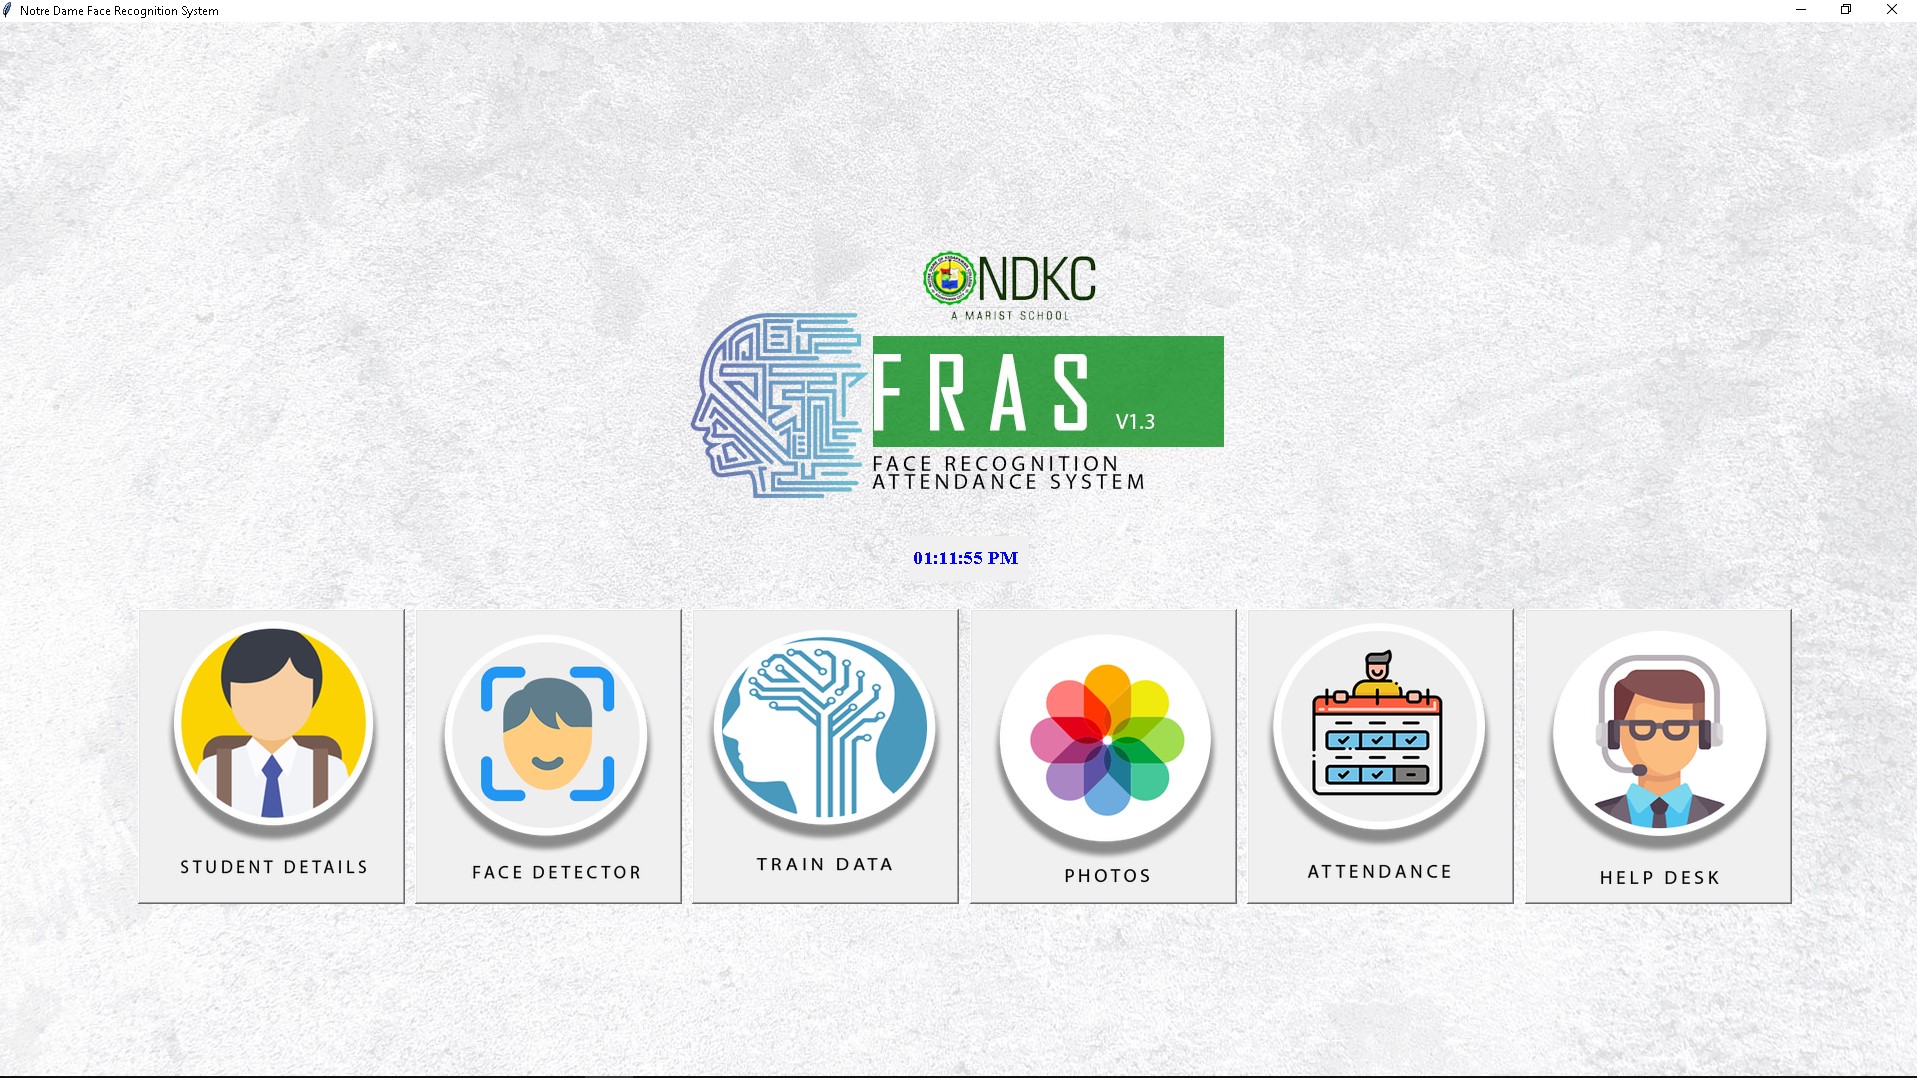 Notre Dame Face Recognition System
NDKC
A MARIST SCHOOL
FRAS V1.3
FACE RECOGNITION
ATTENDANCE SYSTEM
01:11:55 PM
STUDENT DETAILS
FACE DETECTOR
TRAIN DATA
PHOTOS
ATTENDANCE
HELP DESK